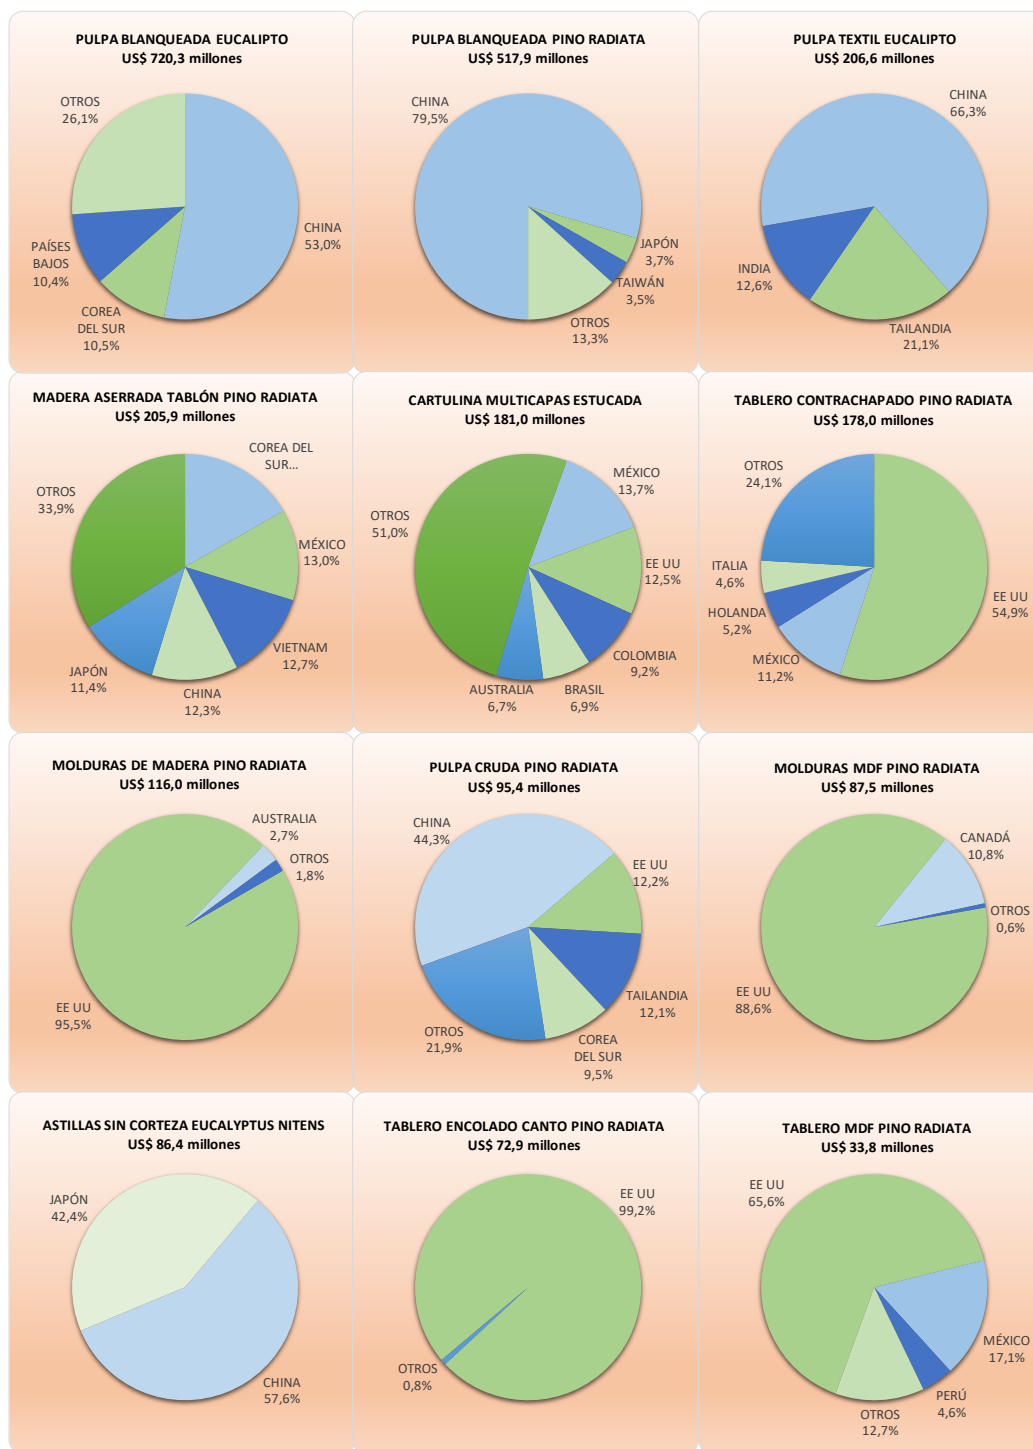 PULPA BLANQUEADA EUCALIPTO
US$ 720,3 millones
OTROS
26,1%
CHINA
53,0%
PAÍSES
BAJOS
10,4%
COREA
DEL SUR
10,5%
PULPA BLANQUEADA PINO RADIATA
US$ 517,9 millones
CHINA
79,5%
JAPÓN
3,7%
TAIWÁN
3,5%
OTROS
13,3%
PULPA TEXTIL EUCALIPTO
US$ 206,6 millones
CHINA
66,3%
INDIA
12,6%
TAILANDIA
21,1%
MADERA ASERRADA TABLÓN PINO RADIATA
US$ 205,9 millones
COREA DEL
SUR...
OTROS
33,9%
MÉXICO
13,0%
VIETNAM
12,7%
JAPÓN
11,4%
CHINA
12,3%
CARTULINA MULTICAPAS ESTUCADA
US$ 181,0 millones
MÉXICO
13,7%
OTROS
51,0%
EE UU
12,5%
COLOMBIA
9,2%
AUSTRALIA
6,7%
BRASIL
6,9%
TABLERO CONTRACHAPADO PINO RADIATA
US$ 178,0 millones
OTROS
24,1%
ITALIA
4,6%
EE UU
54,9%
HOLANDA
5,2%
MÉXICO
11,2%
MOLDURAS DE MADERA PINO RADIATA
US$ 116,0 millones
AUSTRALIA
2,7%
OTROS
1,8%
EE UU
95,5%
PULPA CRUDA PINO RADIATA
US$ 95,4 millones
CHINA
44,3%
EE UU
12,2%
TAILANDIA
12,1%
OTROS
21,9%
COREA
DEL SUR
9,5%
MOLDURAS MDF PINO RADIATA
US$ 87,5 millones
CANADÁ
10,8%
OTROS
0,6%
EE UU
88,6%
ASTILLAS SIN CORTEZA EUCALYPTUS NITENS
US$ 86,4 millones
JAPÓN
42,4%
CHINA
57,6%
TABLERO ENCOLADO CANTO PINO RADIATA
US$ 72,9 millones
EE UU
99,2%
OTROS
0,8%
TABLERO MDF PINO RADIATA
US$ 33,8 millones
EE UU
65,6%
MÉXICO
17,1%
PERÚ
4,6%
OTROS
12,7%